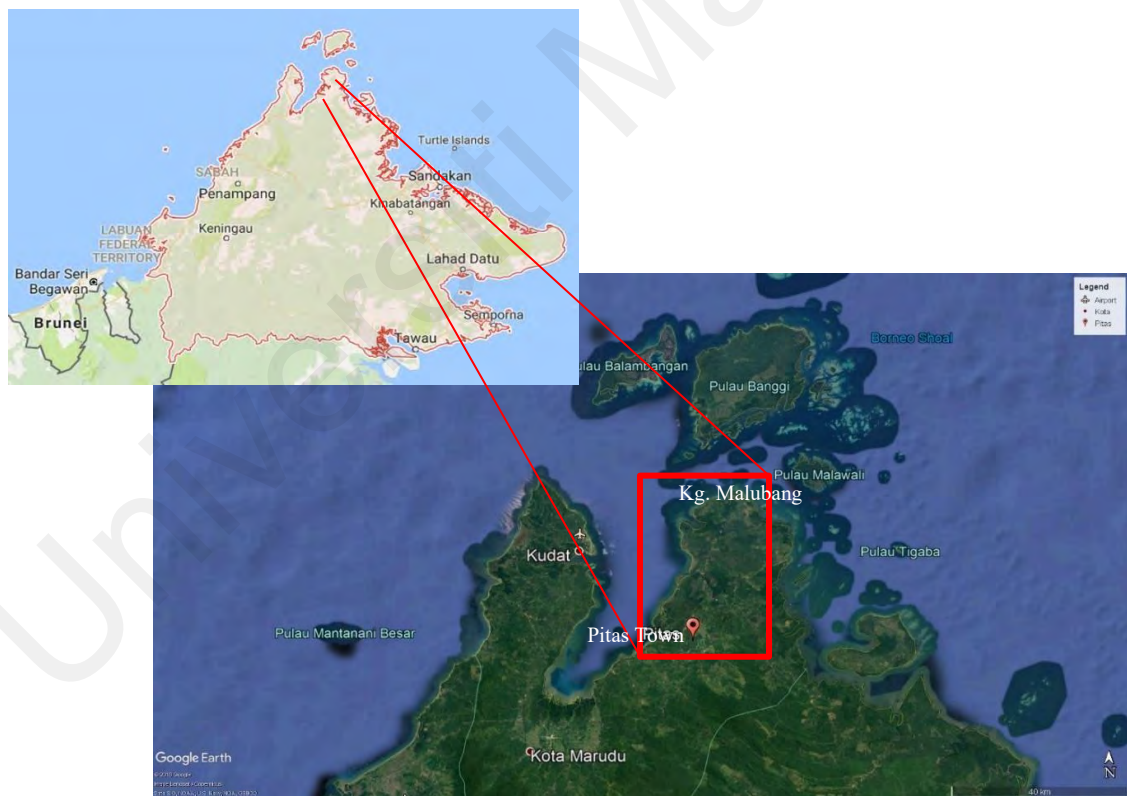 Turtle Islands
SABAH
Sandakan
Penampang
Kinabatangan
Keningau
LABUAN
FEDERAL
TERRITORY
Lahad Datu
Bandar Seri
Begawan
Brunei
Semporna
Tawau
Legend
Airport
Kota
Pitas
Borneo Shoal
Pulau Balambangan
Pulau Banggi
Pulau Malawali
Kg. Malubang
Kudat
Pulau Tigaba
Pulau Mantanani Besar
Pitas Town
Pitas
Kota Marudu
Google Earth
N
40 km